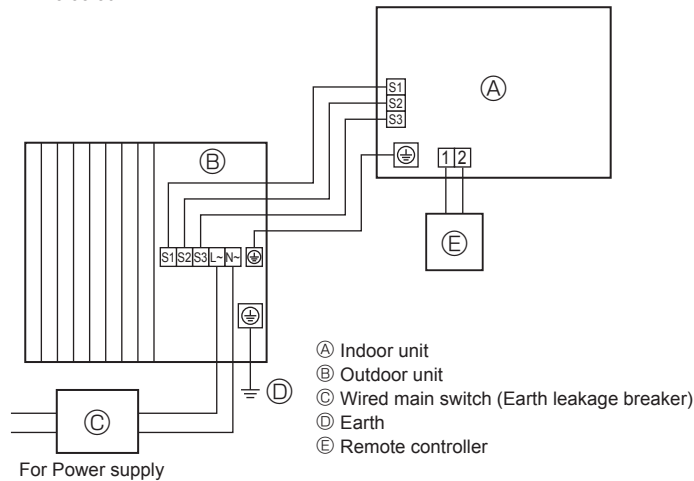 Ⓐ
S1
S2
S3
1 2
Ⓔ
Ⓑ
S1 S2 S3 L~ N~
Ⓓ
Ⓒ
For Power supply
Ⓐ Indoor unit
Ⓑ Outdoor unit
Ⓒ Wired main switch (Earth leakage breaker)
Ⓓ Earth
Ⓔ Remote controller